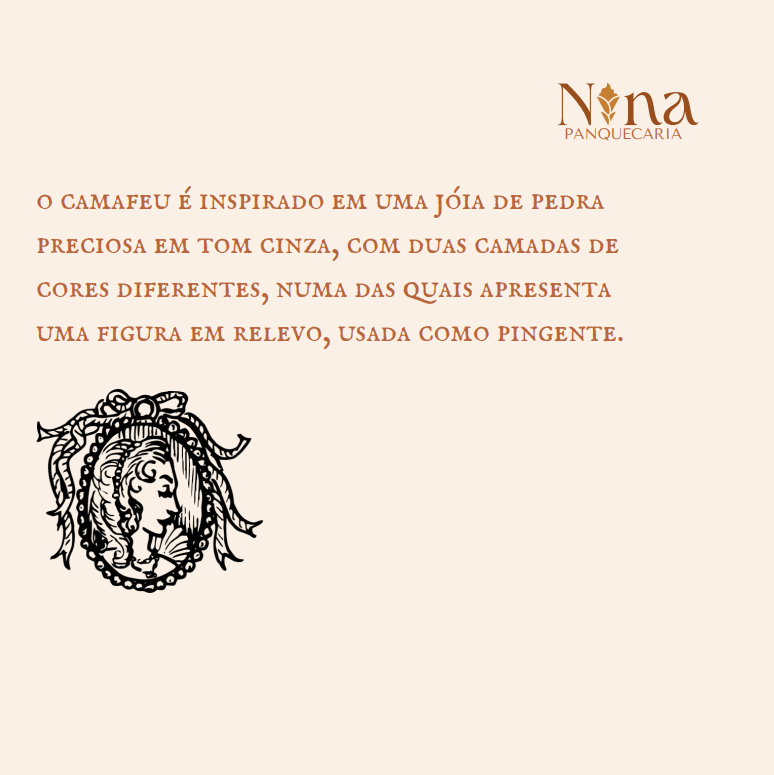 Nina
PANQUECARIA
O CAMAFEU É INSPIRADO EM UMA JÓIA DE PEDRA
PRECIOSA EM TOM CINZA, COM DUAS CAMADAS DE
CORES DIFERENTES, NUMA DAS QUAIS APRESENTA
UMA FIGURA EM RELEVO, USADA COMO PINGENTE.